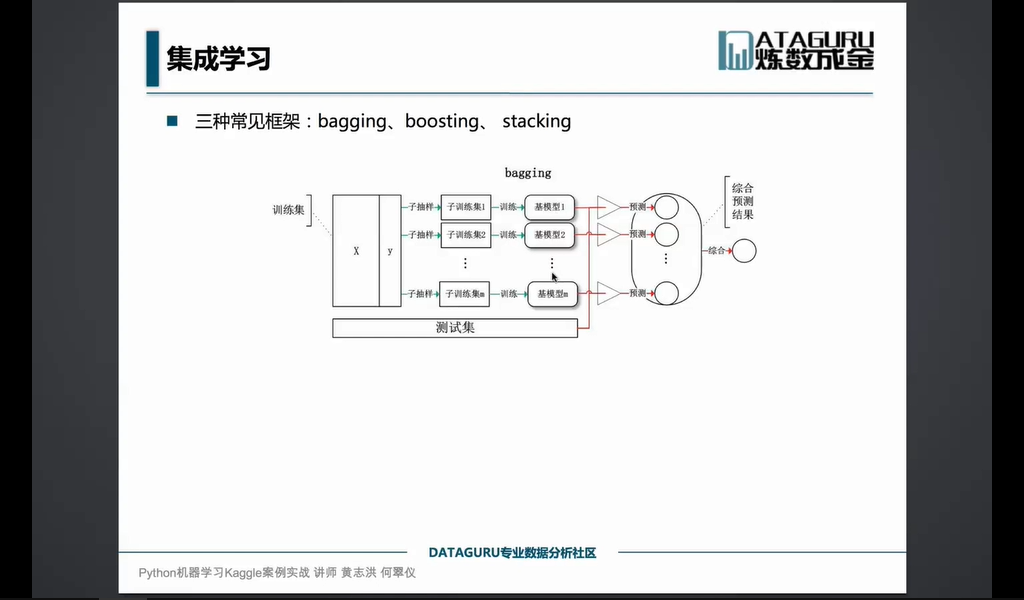 集成学习
DATAGURU
炼数成金
三种常见框架：bagging、boosting、 stacking
bagging
训练集
X
y
子抽样
子训练集1
训练
基模型1
预测
子抽样
子训练集2
训练
基模型2
预测
子抽样
子训练集m
训练
基模型m
预测
综合
综合
预测
结果
测试集
DATAGURU专业数据分析社区
Python机器学习Kaggle案例实战 讲师 黄志洪 何翠仪